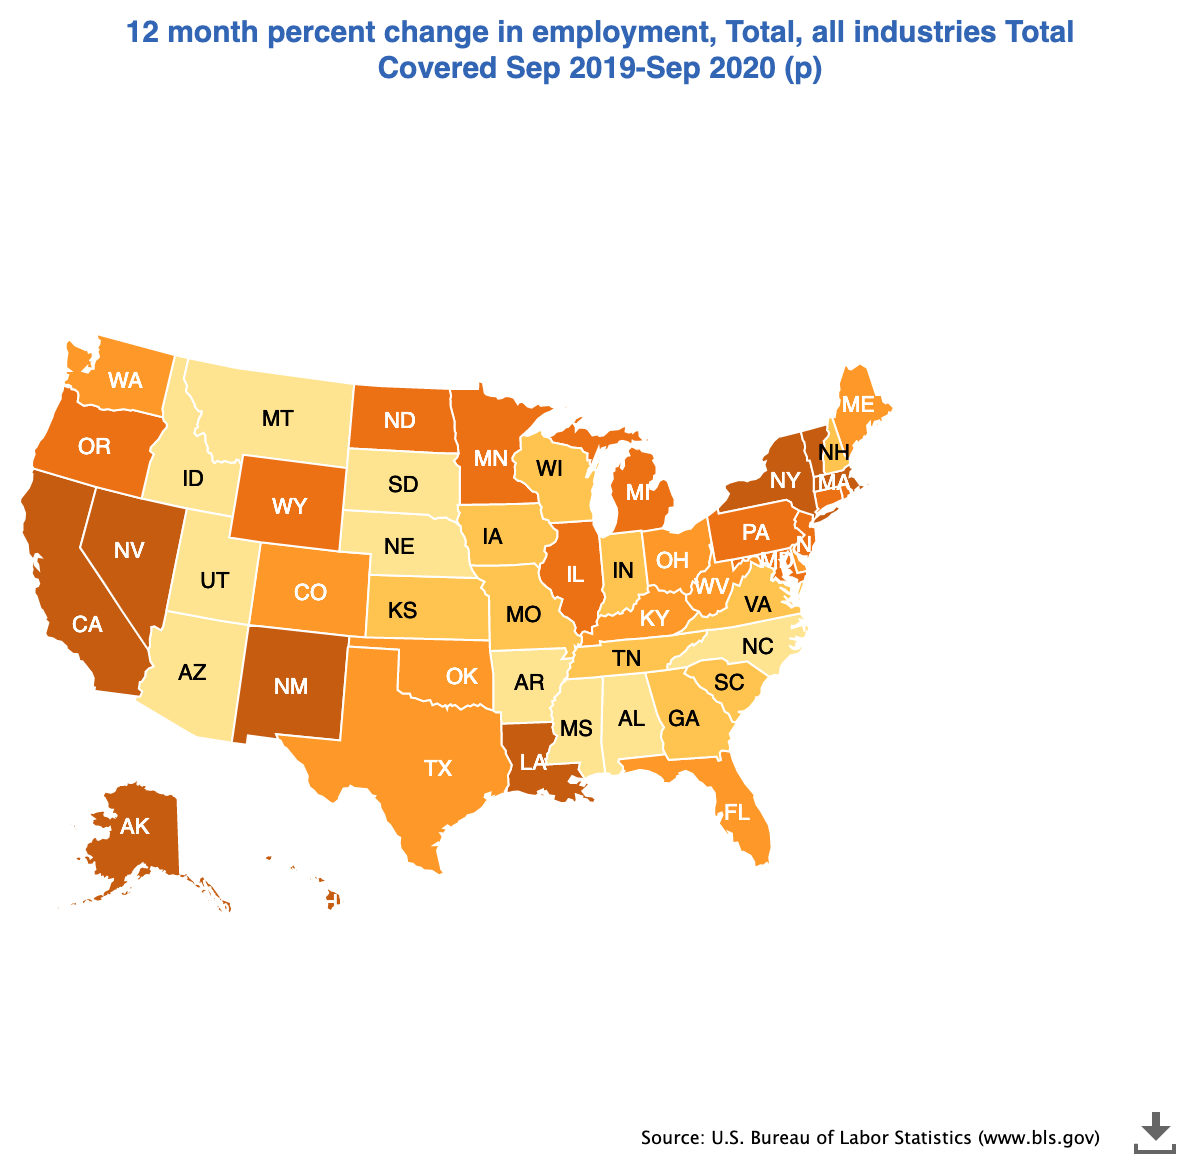 12 month percent change in employment, Total, all industries Total
Covered Sep 2019-Sep 2020 (p)
WA
MT
ND
ME
OR
MN
NH
ID
SD
WI
MI
NY
MA
WY
NV
NE
IA
PA
N
UT
CO
IL
IN
OH
MD
WV
CA
KS
MO
KY
VA
AZ
NM
OK
AR
TN
NC
SC
MS
AL
GA
TX
LA
FL
AK
Source: U.S. Bureau of Labor Statistics (www.bls.gov)